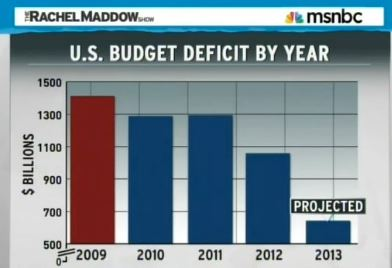 THE RACHEL MADDOW SHOW
msnbc
U.S. BUDGET DEFICIT BY YEAR
1500
1300
1100
900
700
500
0
$ BILLIONS
PROJECTED
2009 2010 2011 2012 2013